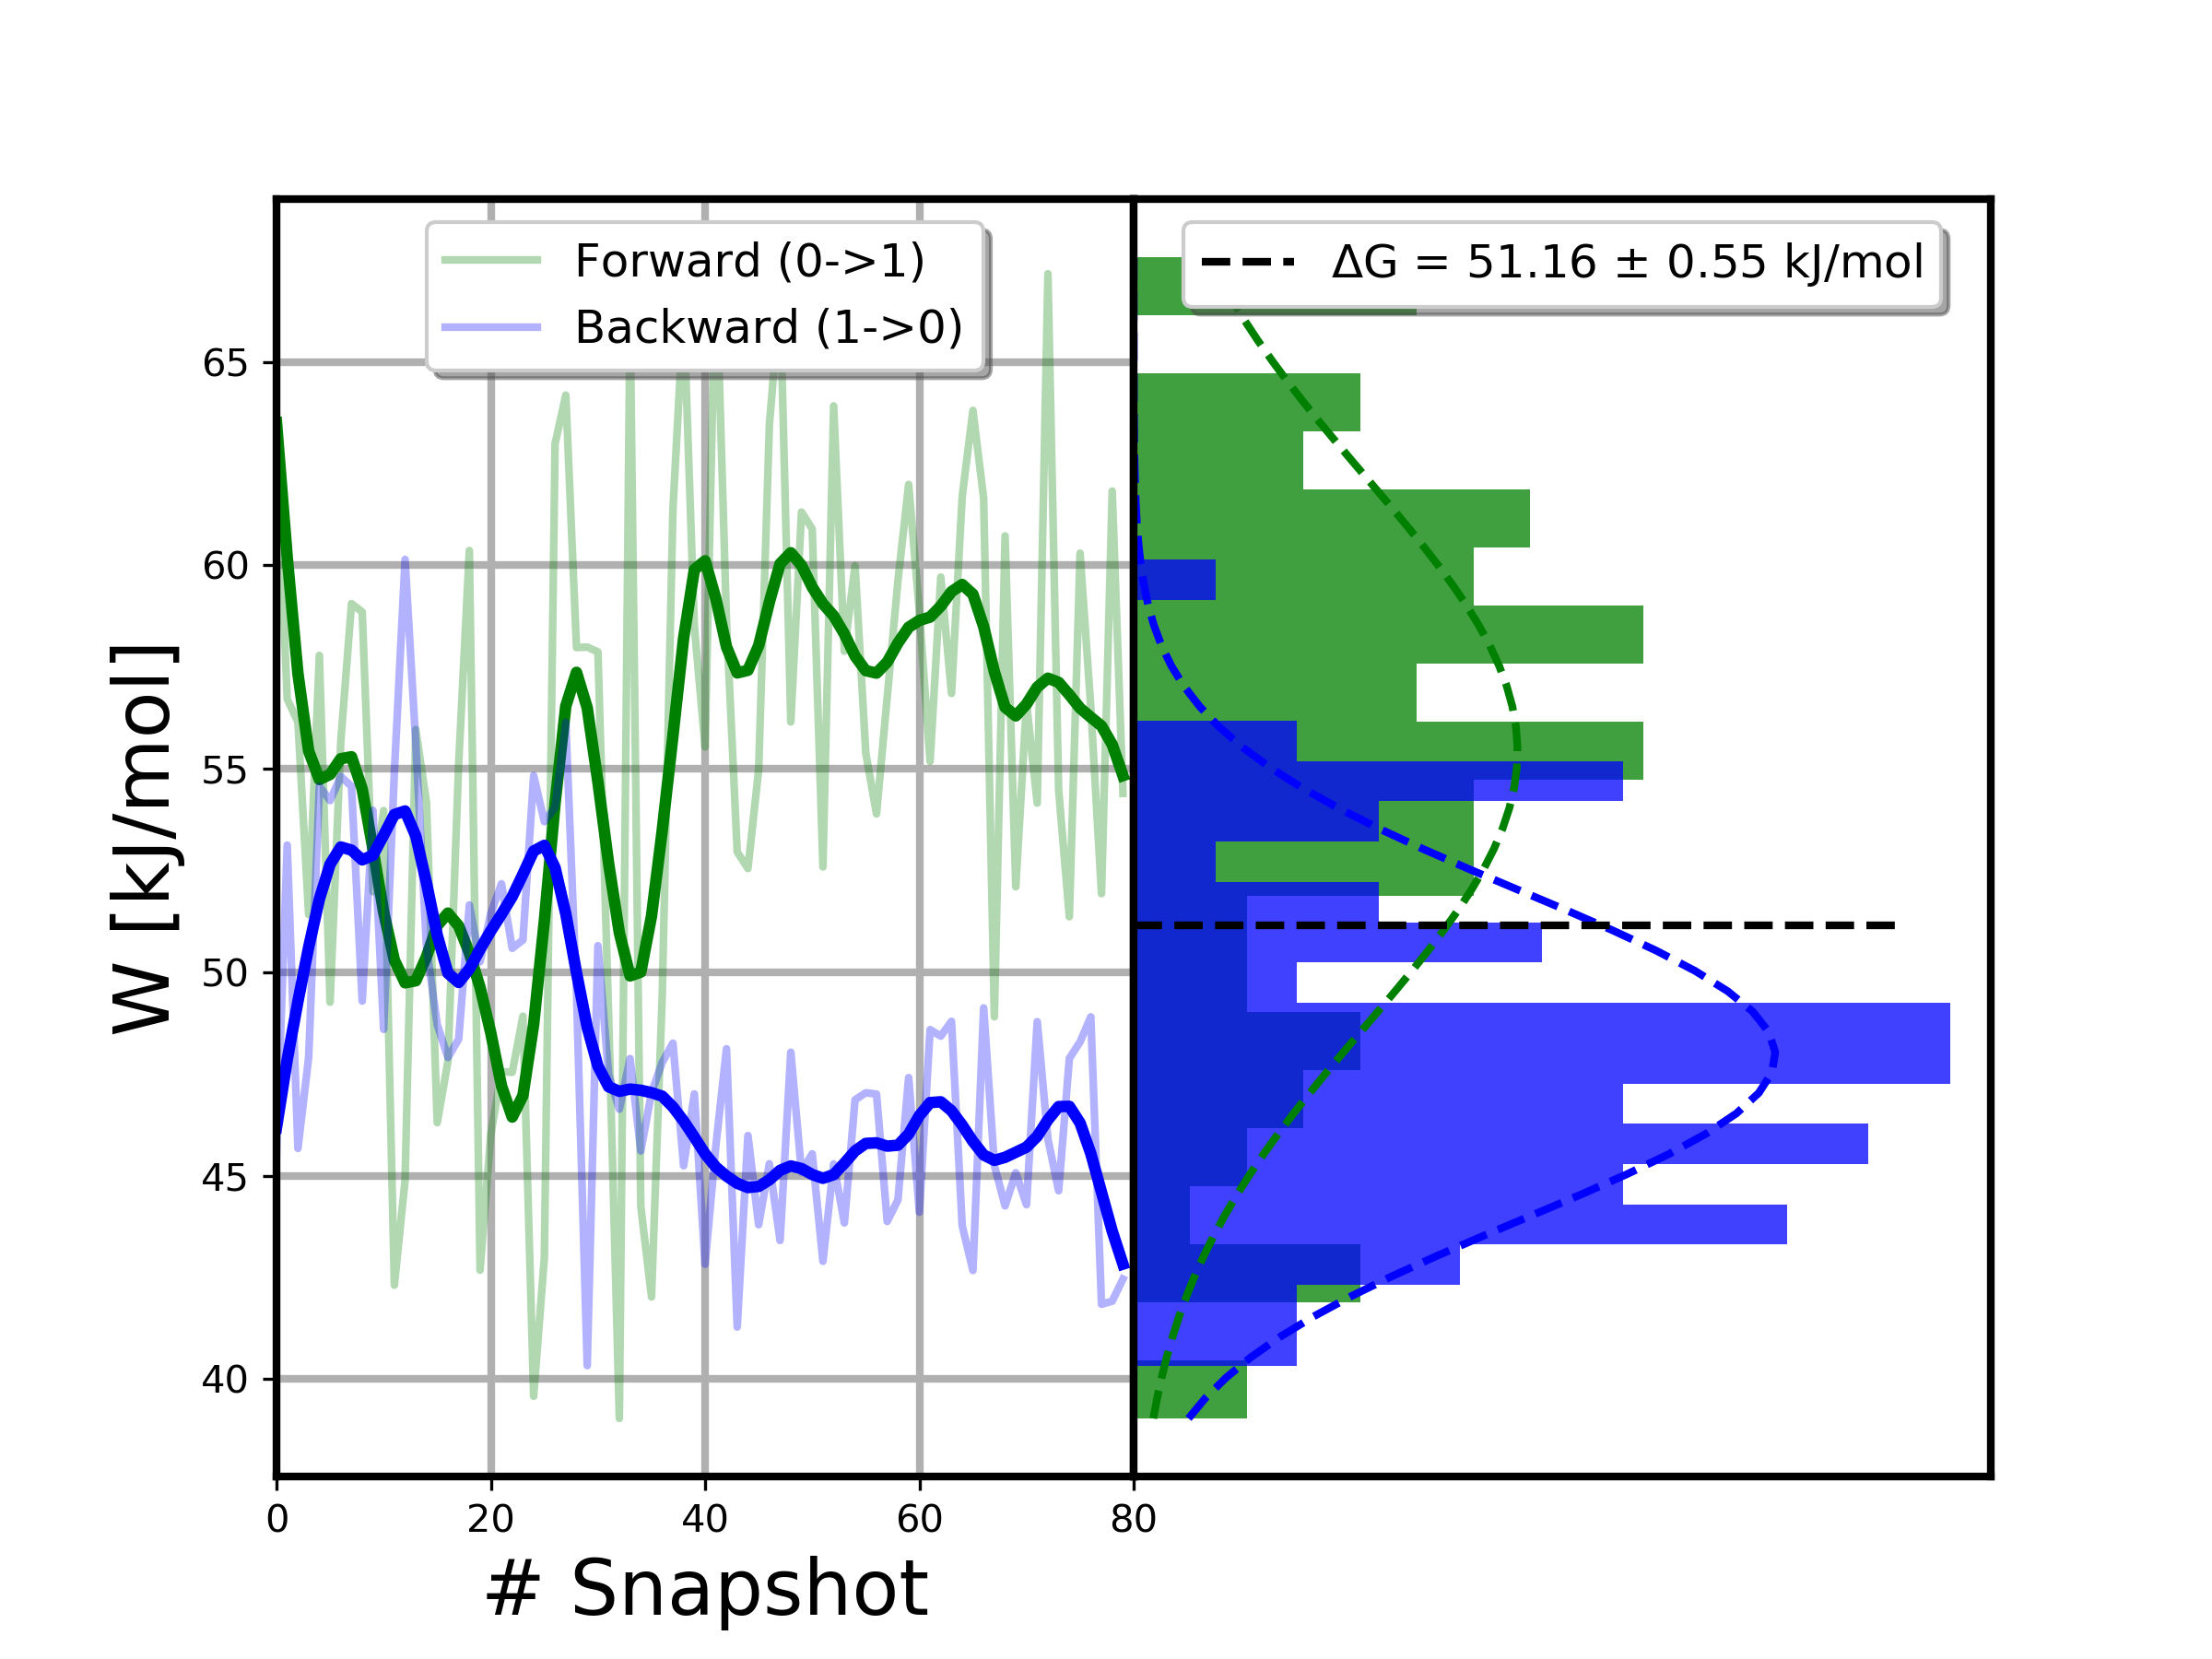 Forward (0->1)
Backward (1->0)
ΔG = 51.16 ± 0.55 kJ/mol
65
60
55
50
45
40
W [kJ/mol]
0 20 40 60 80
# Snapshot